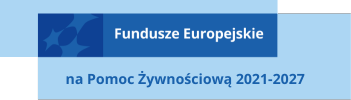 Fundusze Europejskie
na Pomoc Żywnościową 2021-2027